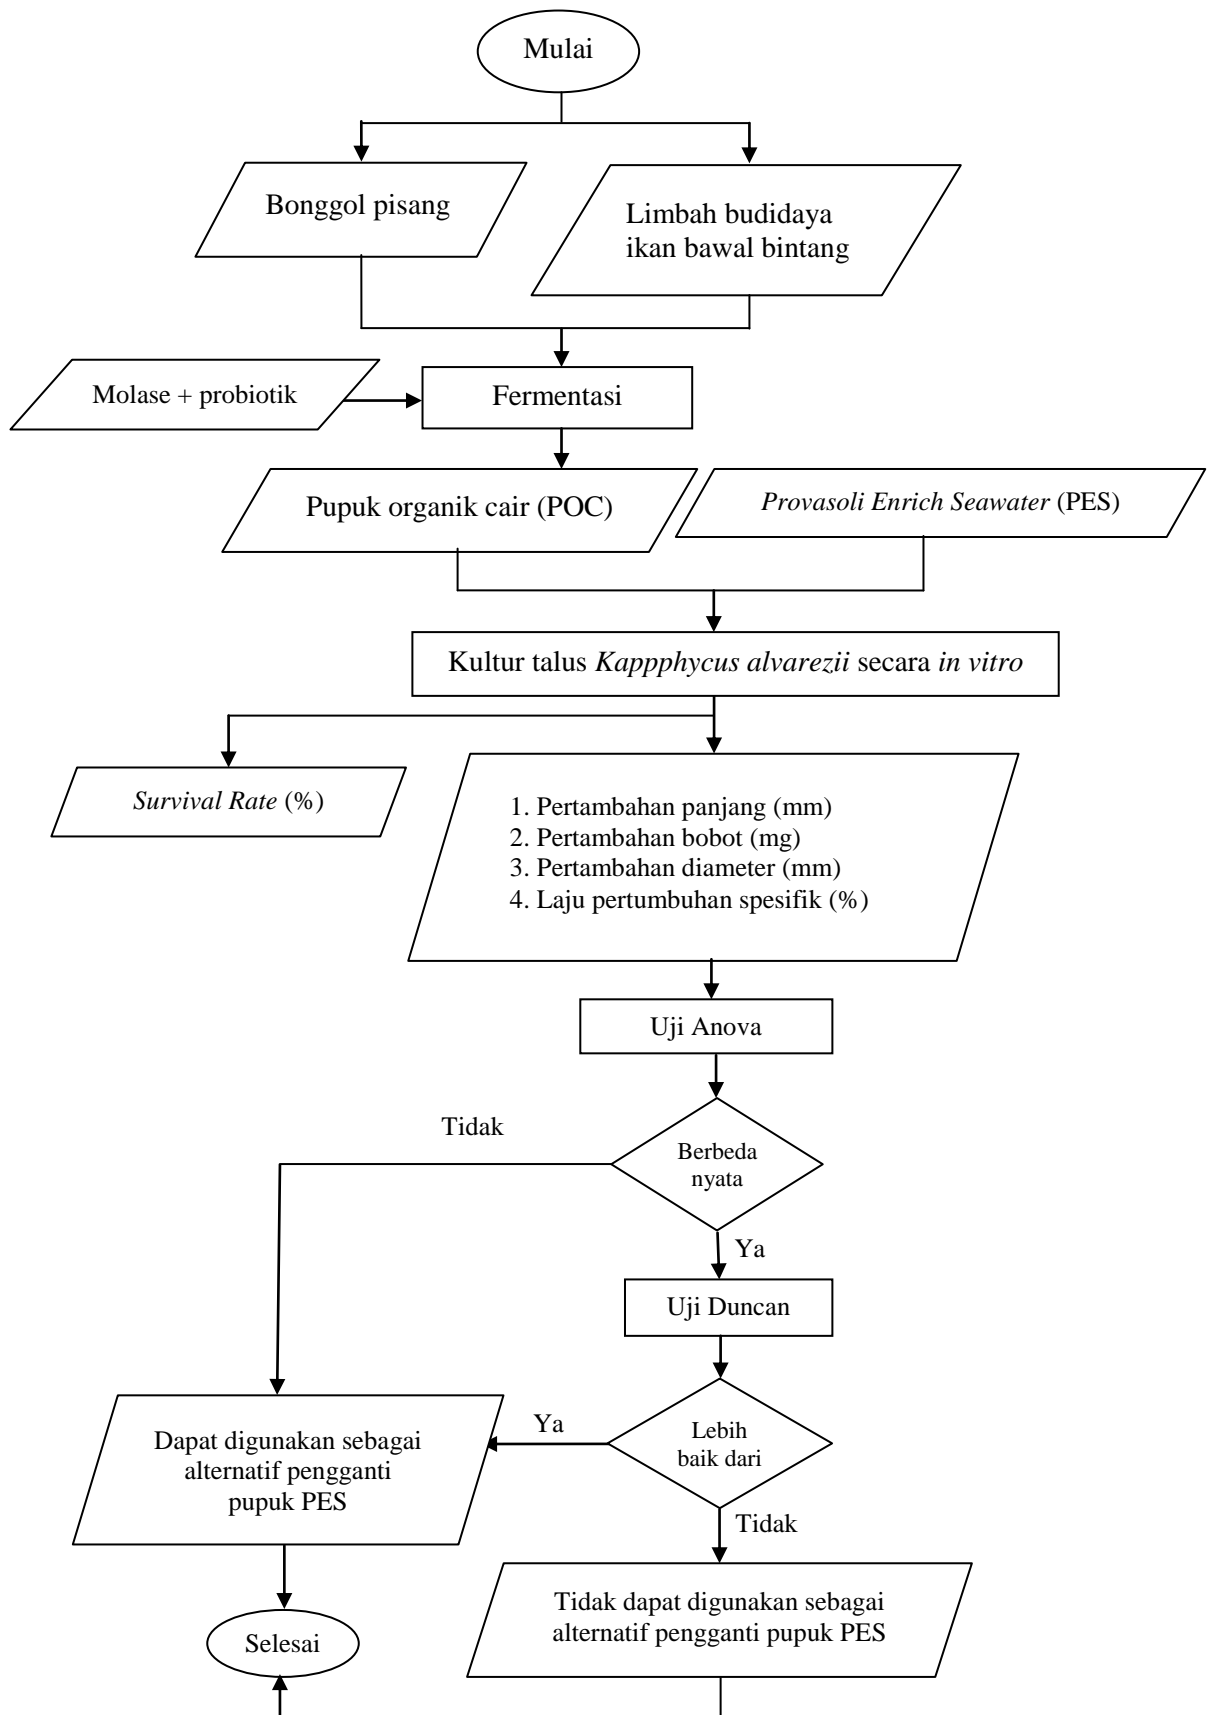 Mulai
Bonggol pisang
Limbah budidaya
ikan bawal bintang
Molase + probiotik
Fermentasi
Pupuk organik cair (POC)
Provasoli Enrich Seawater (PES)
Kultur talus Kappphycus alvarezii secara in vitro
Survival Rate (%)
1. Pertambahan panjang (mm)
2. Pertambahan bobot (mg)
3. Pertambahan diameter (mm)
4. Laju pertumbuhan spesifik (%)
Uji Anova
Tidak
Berbeda
nyata
Ya
Uji Duncan
Ya
Lebih
baik dari
Dapat digunakan sebagai
alternatif pengganti
pupuk PES
Tidak
Tidak dapat digunakan sebagai
alternatif pengganti pupuk PES
Selesai